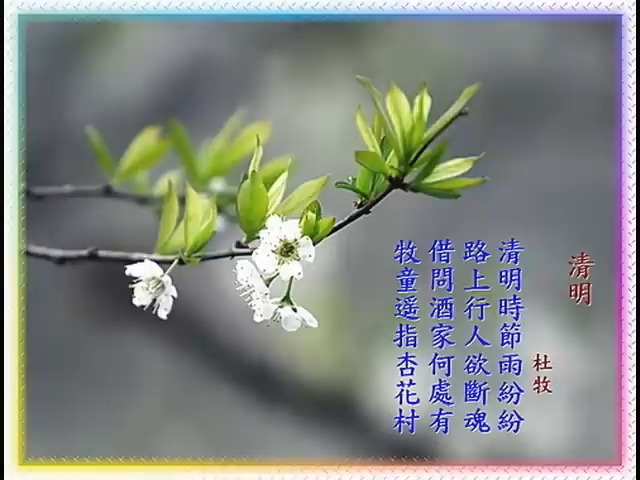 清明
杜牧
清明時節雨紛紛
路上行人欲斷魂
借問酒家何處有
牧童遥指杏花村